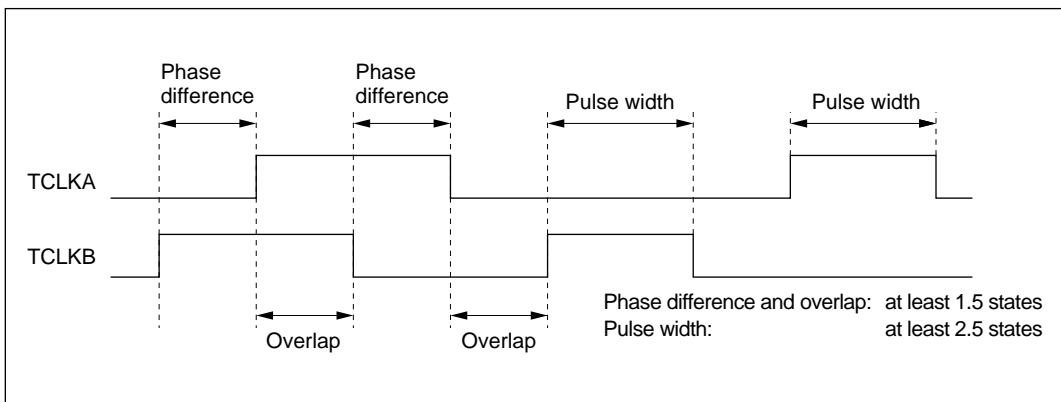 Phase
difference
Phase
difference
Pulse width
Pulse width
TCLKA
TCLKB
Overlap
Overlap
Phase difference and overlap: at least 1.5 states
Pulse width: at least 2.5 states